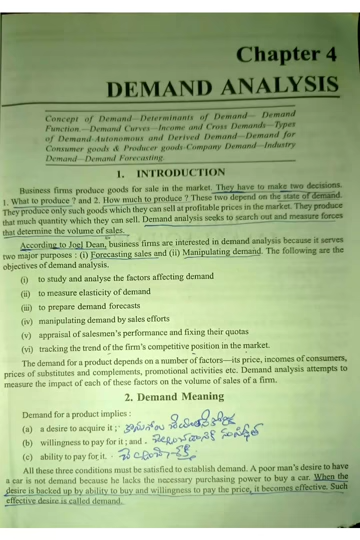 Chapter 4
DEMAND ANALYSIS
Concept of Demand—Determinants of Demand— Demand
Function—Demand Curves—Income and Cross Demands—Types
of Demand-Autonomous and Derived Demand—Demand for
Consumer goods & Producer goods-Company Demand—Industry
Demand—Demand Forecasting.
1. INTRODUCTION
Business firms produce goods for sale in the market. They have to make two decisions.
1. What to produce ? and 2. How much to produce ? These two depend on the state of demand.
They produce only such goods which they can sell at profitable prices in the market. They produce
that much quantity which they can sell. Demand analysis seeks to search out and measure forces
that determine the volume of sales.
According to Joel Dean, business firms are interested in demand analysis because it serves
two major purposes : (i) Forecasting sales and (ii) Manipulating demand. The following are the
objectives of demand analysis.
(i) to study and analyse the factors affecting demand
(ii) to measure elasticity of demand
(iii) to prepare demand forecasts
(iv) manipulating demand by sales efforts
(v) appraisal of salesmen's performance and fixing their quotas
(vi) tracking the trend of the firm's competitive position in the market.
The demand for a product depends on a number of factors—its price, incomes of consumers,
prices of substitutes and complements, promotional activities etc. Demand analysis attempts to
measure the impact of each of these factors on the volume of sales of a firm.
2. Demand Meaning
Demand for a product implies :
(a) a desire to acquire it ;
(b) willingness to pay for it ; and
(c) ability to pay for it.
All these three conditions must be satisfied to establish demand. A poor man's desire to have
a car is not demand because he lacks the necessary purchasing power to buy a car. When the
desire is backed up by ability to buy and willingness to pay the price, it becomes effective. Such
effective desire is called demand.